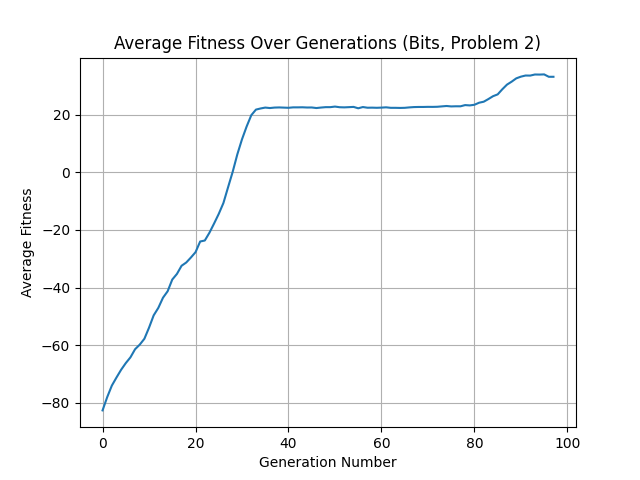 Average Fitness Over Generations (Bits, Problem 2)
Average Fitness
20
0
−20
−40
−60
−80
0 20 40 60 80 100
Generation Number